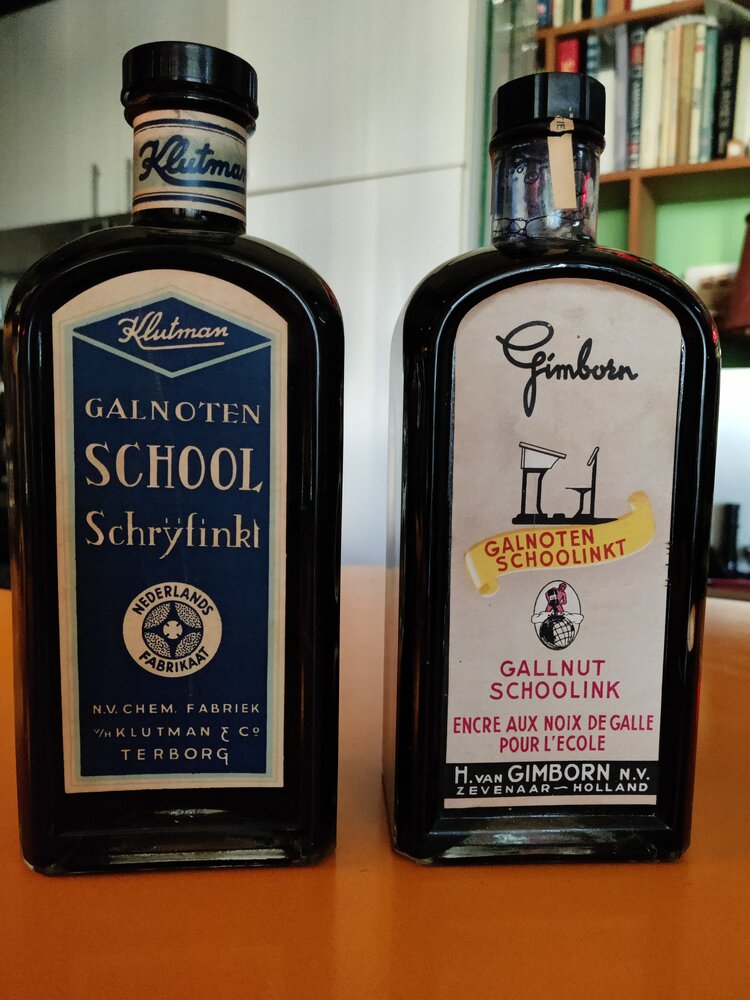 Klutman
Klutman
GALNOTEN
SCHOOL
Schrÿfinkt
NEDERLANDS
FABRIKAAT
N.V. CHEM. FABRIEK
V/H KLUTMAN & Co
TERBORG
Gimborn
GALNOTEN
SCHOOLINKT
GALLNUT
SCHOOLINK
ENCRE AUX NOIX DE GALLE
POUR L'ECOLE
H. VAN GIMBORN N.V.
ZEVENAAR — HOLLAND